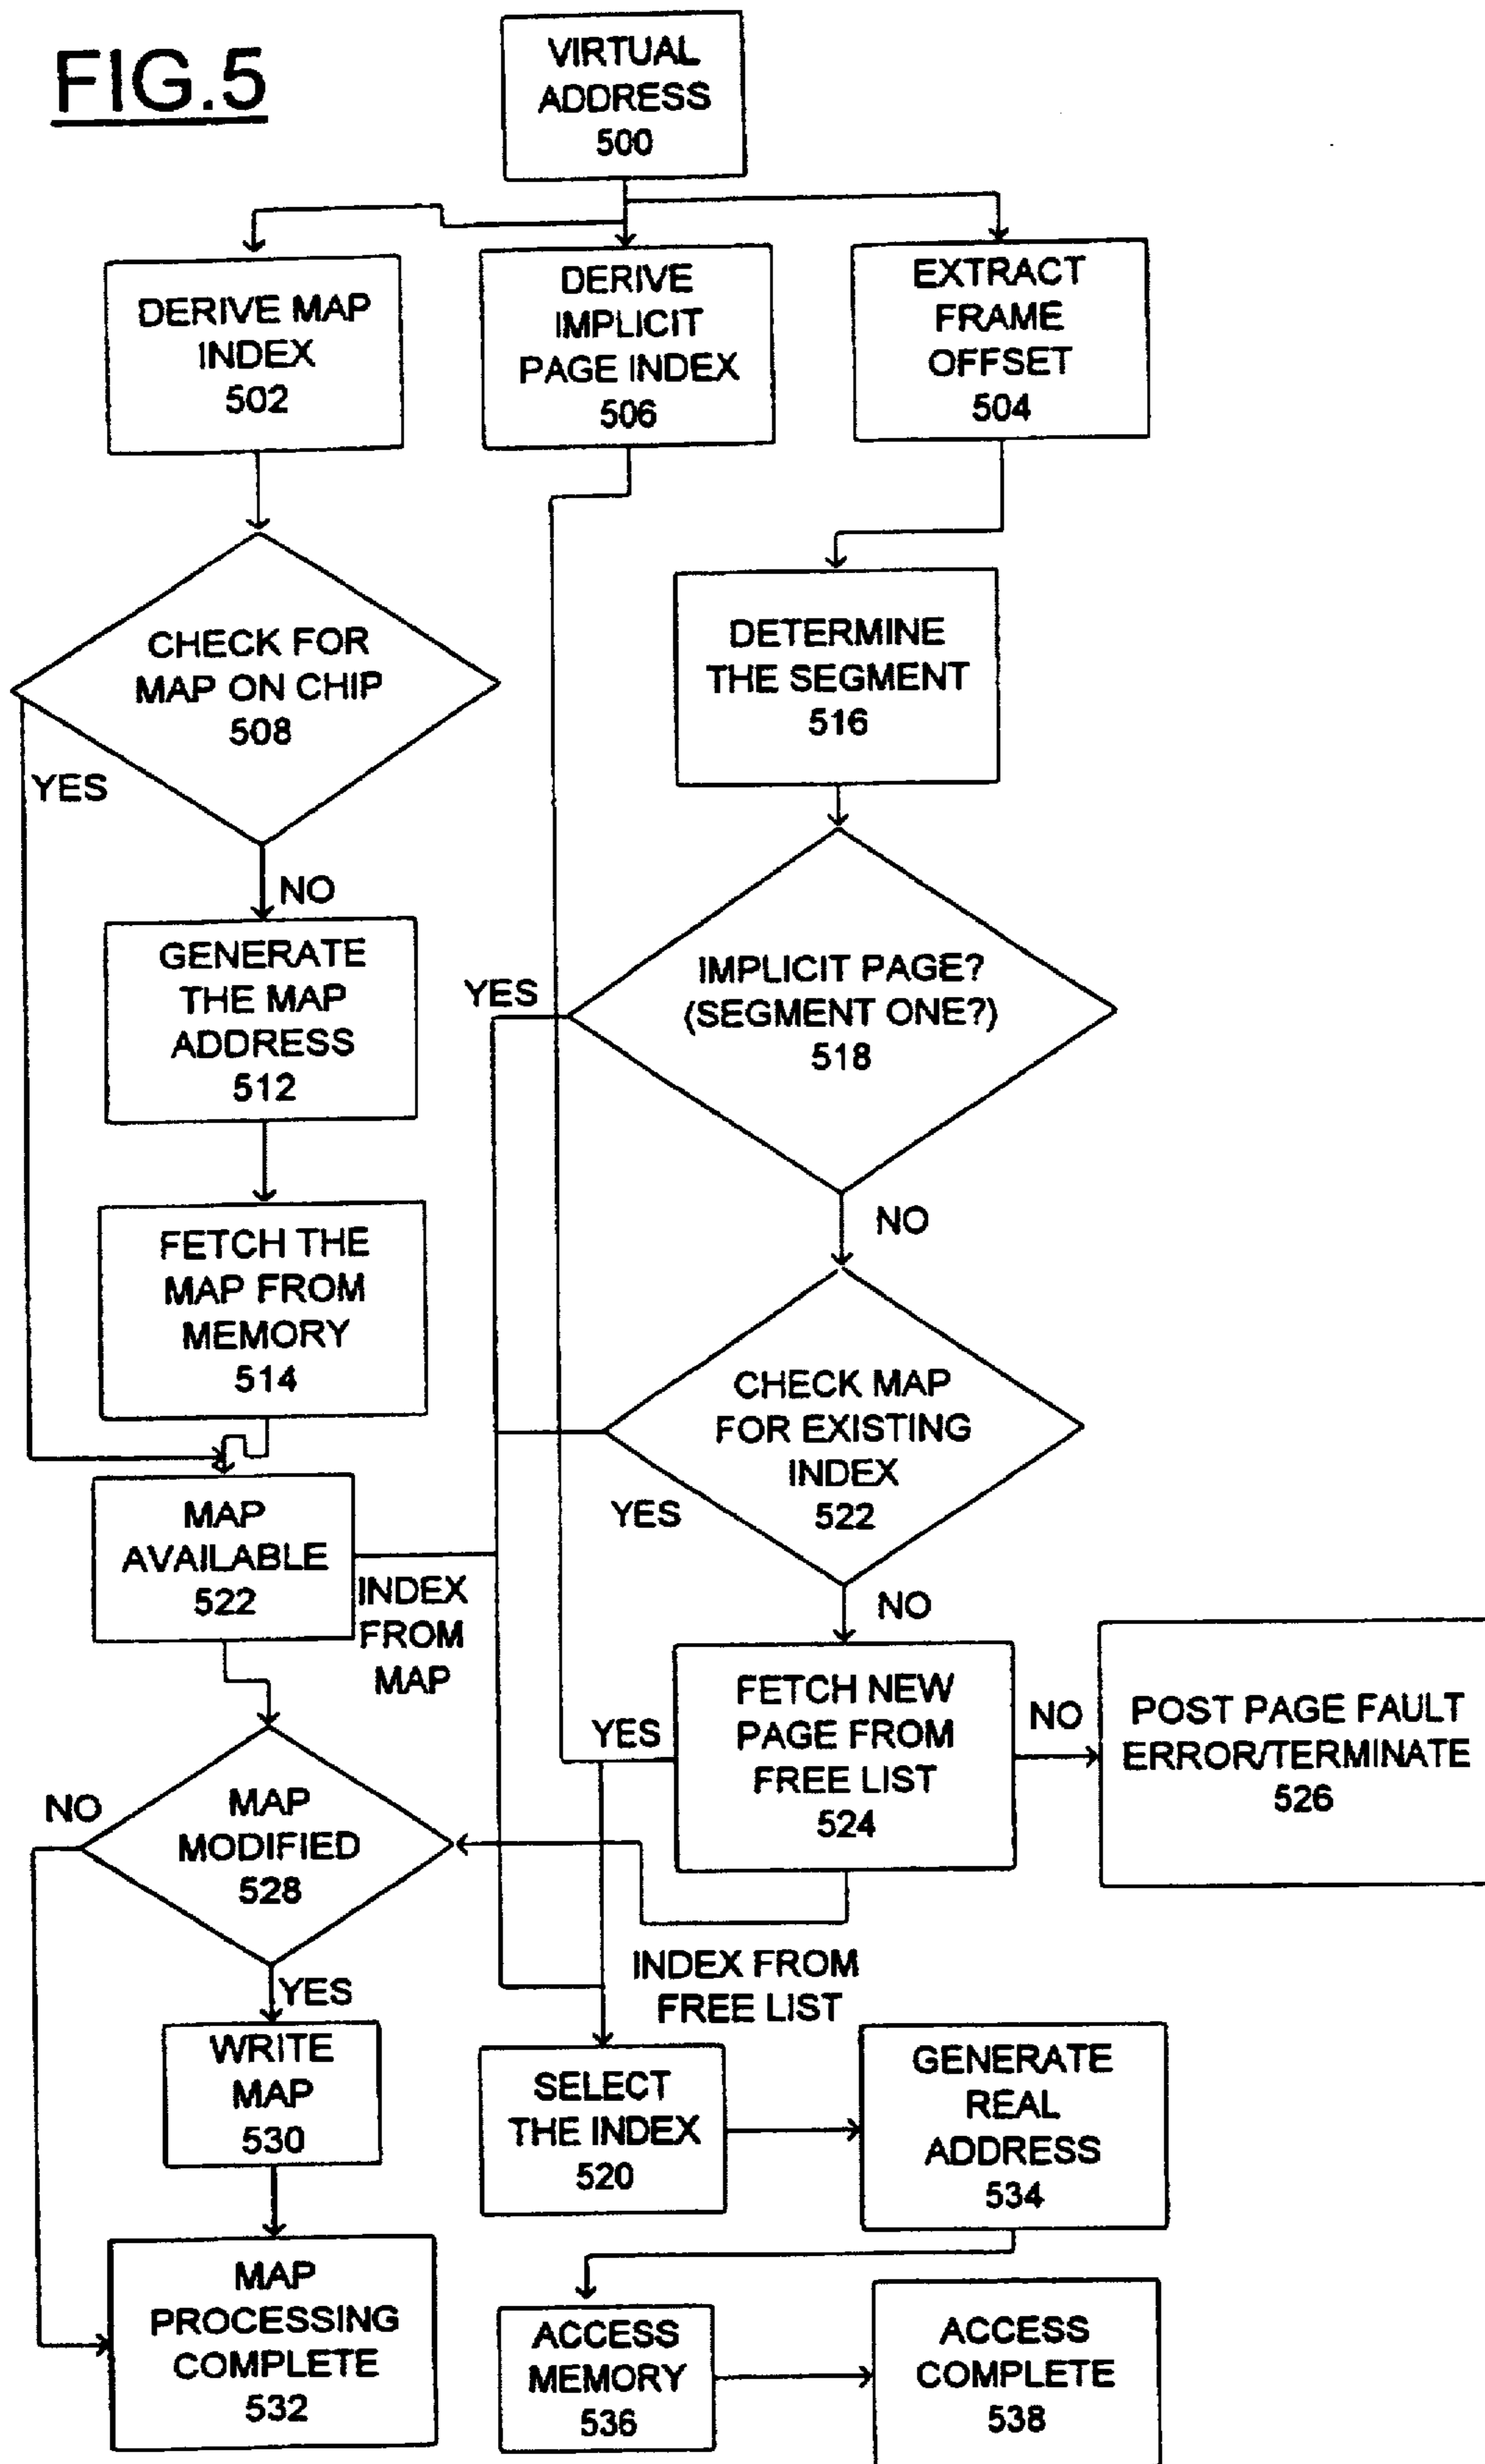 FIG.5
VIRTUAL
ADDRESS
500
DERIVE MAP
INDEX
502
DERIVE
IMPLICIT
PAGE INDEX
506
EXTRACT
FRAME
OFFSET
504
CHECK FOR
MAP ON CHIP
508
YES
NO
DETERMINE
THE SEGMENT
516
GENERATE
THE MAP
ADDRESS
512
YES
IMPLICIT PAGE?
(SEGMENT ONE?)
518
NO
FETCH THE
MAP FROM
MEMORY
514
CHECK MAP
FOR EXISTING
INDEX
522
YES
NO
MAP
AVAILABLE
522
INDEX
FROM
MAP
FETCH NEW
PAGE FROM
FREE LIST
524
YES
NO
POST PAGE FAULT
ERROR/TERMINATE
526
NO
MAP
MODIFIED
528
YES
INDEX FROM
FREE LIST
WRITE
MAP
530
SELECT
THE INDEX
520
GENERATE
REAL
ADDRESS
534
MAP
PROCESSING
COMPLETE
532
ACCESS
MEMORY
536
ACCESS
COMPLETE
538